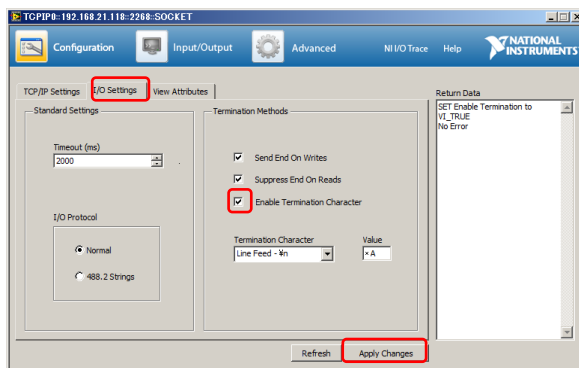 TCPIP0::192.168.21.118::2268::SOCKET
Configuration
Input/Output
Advanced
NI I/O Trace
Help
NATIONAL
INSTRUMENTS
TCP/IP Settings
I/O Settings
View Attributes
Return Data
Standard Settings
Termination Methods
SET Enable Termination to
VI_TRUE
No Error
Timeout (ms)
2000
Send End On Writes
Suppress End On Reads
Enable Termination Character
I/O Protocol
Normal
488.2 Strings
Termination Character
Value
Line Feed - ¥n
×A
Refresh
Apply Changes